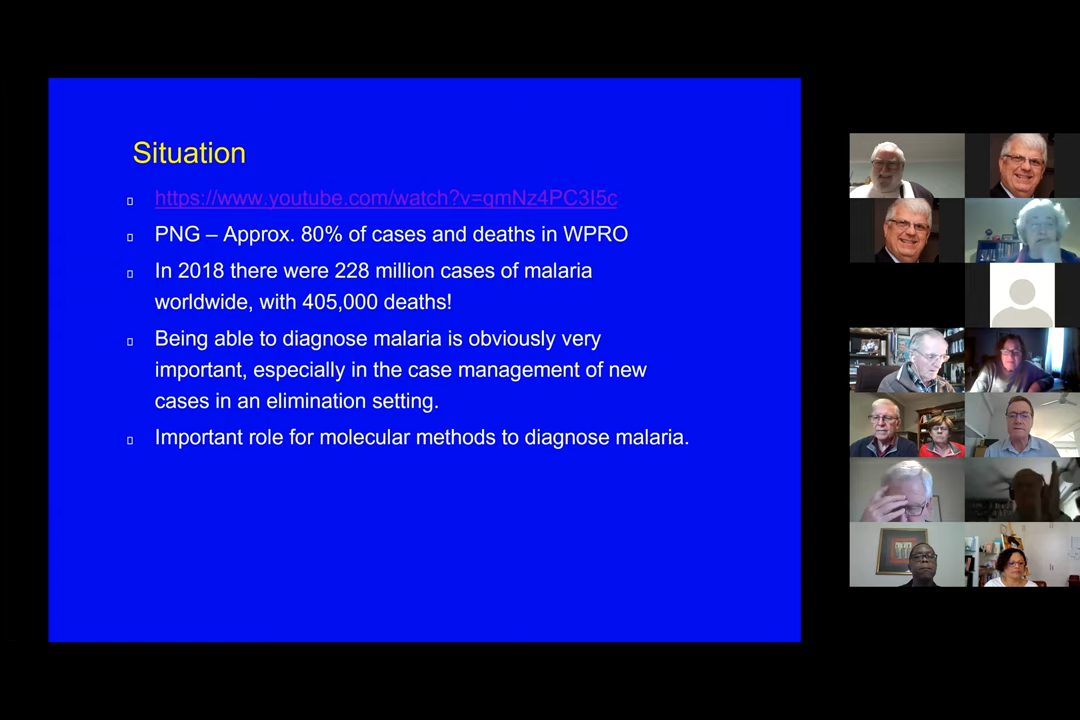 Situation
https://www.youtube.com/watch?v=qmNz4PC3I5c
PNG – Approx. 80% of cases and deaths in WPRO
In 2018 there were 228 million cases of malaria
worldwide, with 405,000 deaths!
Being able to diagnose malaria is obviously very
important, especially in the case management of new
cases in an elimination setting.
Important role for molecular methods to diagnose malaria.